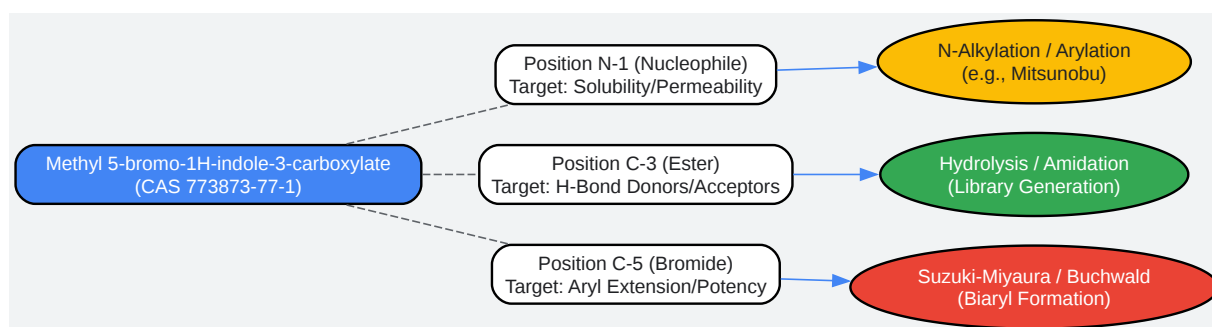 Methyl 5-bromo-1H-indole-3-carboxylate
(CAS 773873-77-1)
Position N-1 (Nucleophile)
Target: Solubility/Permeability
N-Alkylation / Arylation
(e.g., Mitsunobu)
Position C-3 (Ester)
Target: H-Bond Donors/Acceptors
Hydrolysis / Amidation
(Library Generation)
Position C-5 (Bromide)
Target: Aryl Extension/Potency
Suzuki-Miyaura / Buchwald
(Biaryl Formation)